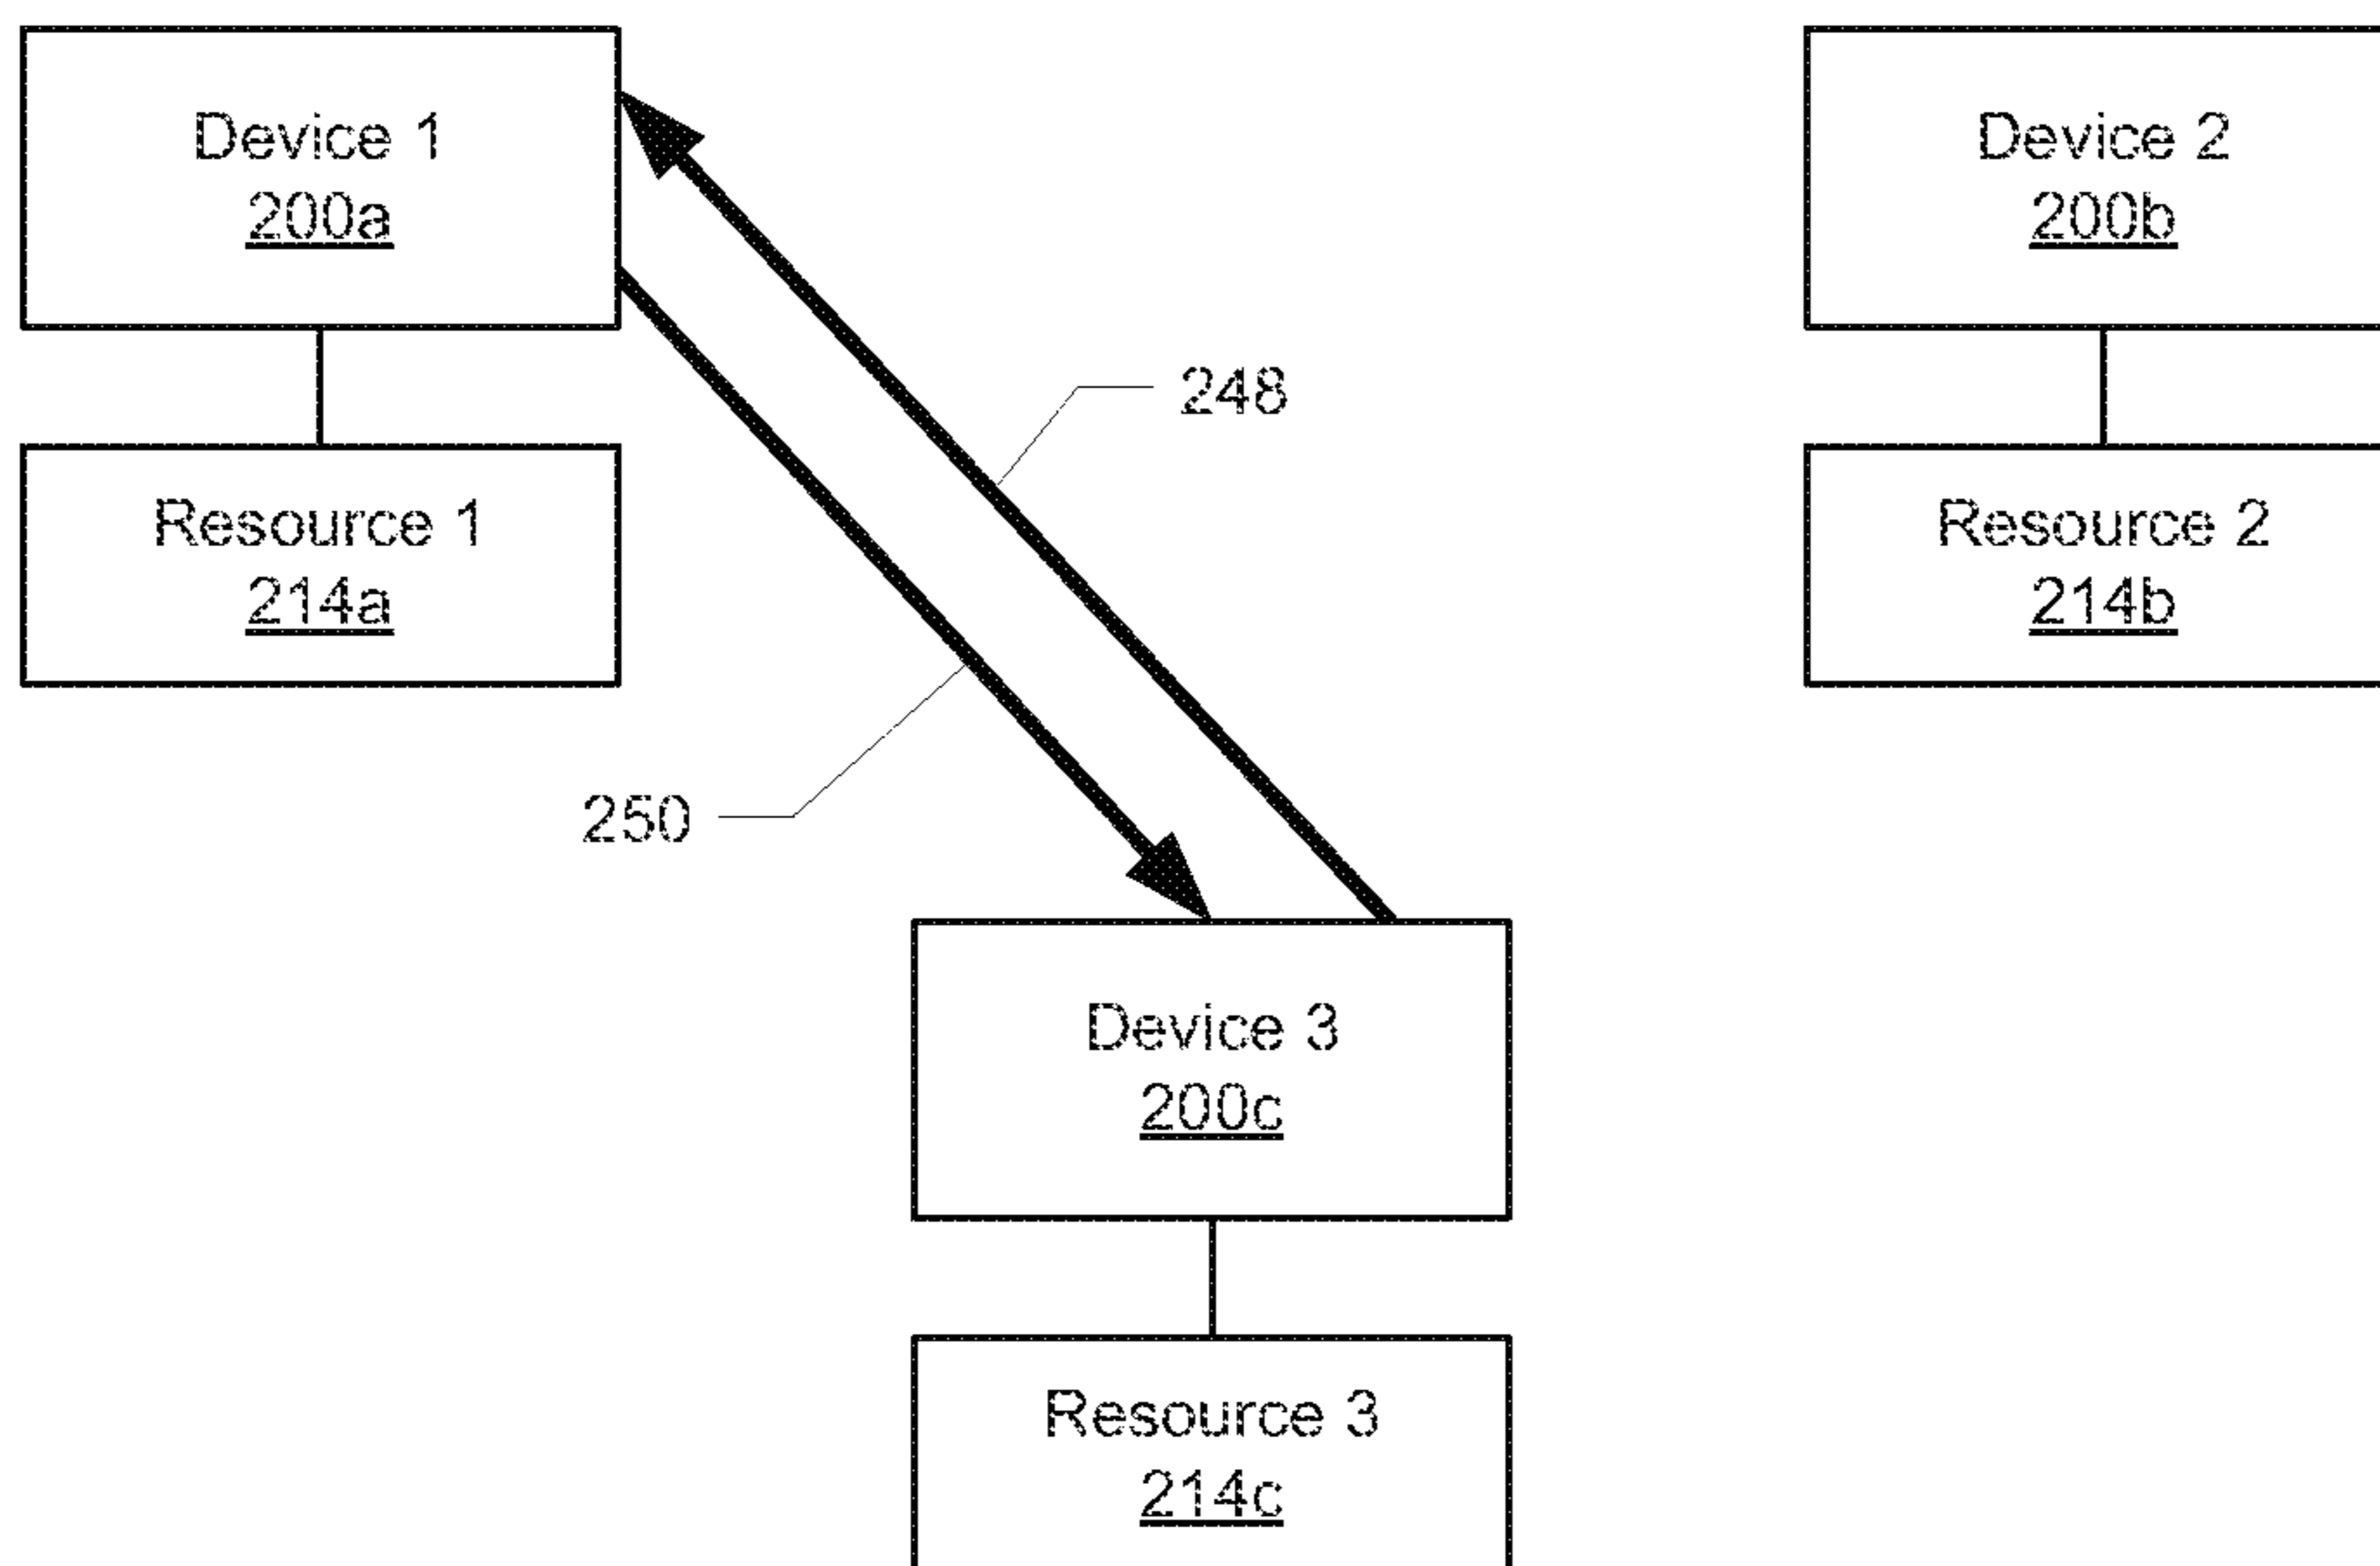 Device 1
200a
Device 2
200b
248
Resource 1
214a
Resource 2
214b
250
Device 3
200c
Resource 3
214c